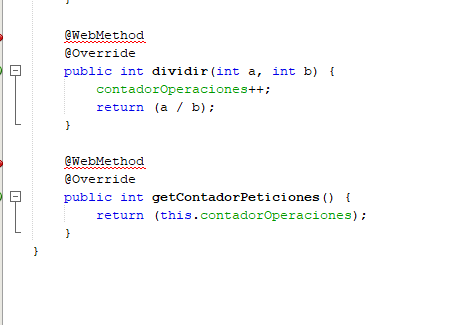 }
@WebMethod
@Override
public int dividir(int a, int b) {
contadorOperaciones++;
return (a / b);
}
@WebMethod
@Override
public int getContadorPeticiones() {
return (this.contadorOperaciones);
}
}